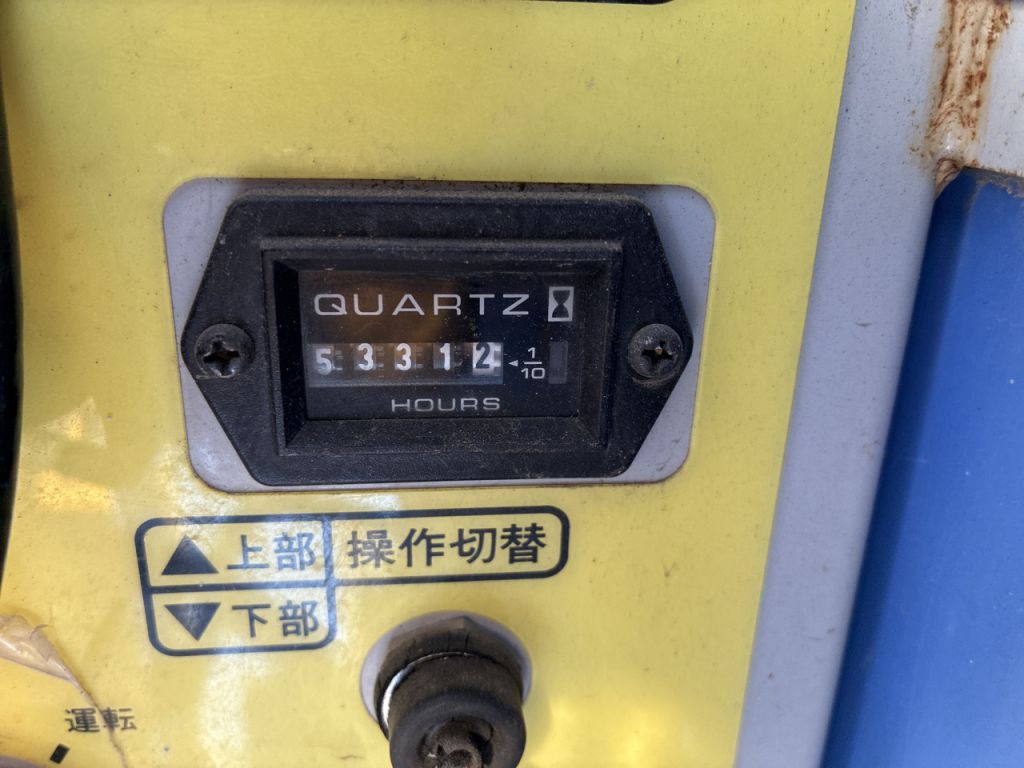 QUARTZ
53312 ◂ 1/10
HOURS
▲ 上部 操作切替
▼ 下部
運転